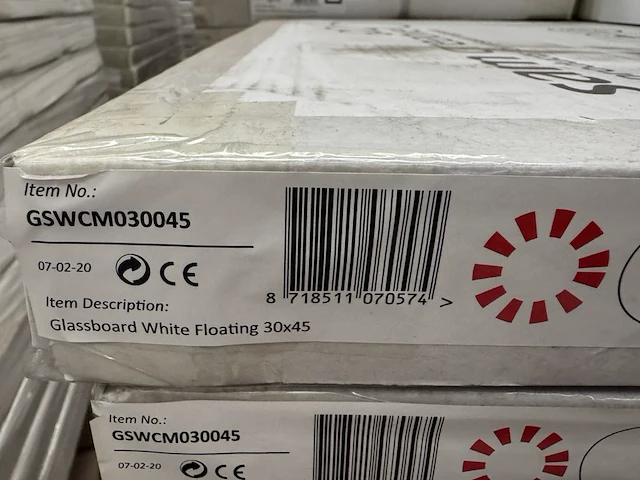 Item No.:
GSWCM030045
07-02-20
CE
Item Description:
Glassboard White Floating 30x45
8 718511 070574 >
Item No.:
GSWCM030045
07-02-20
CE